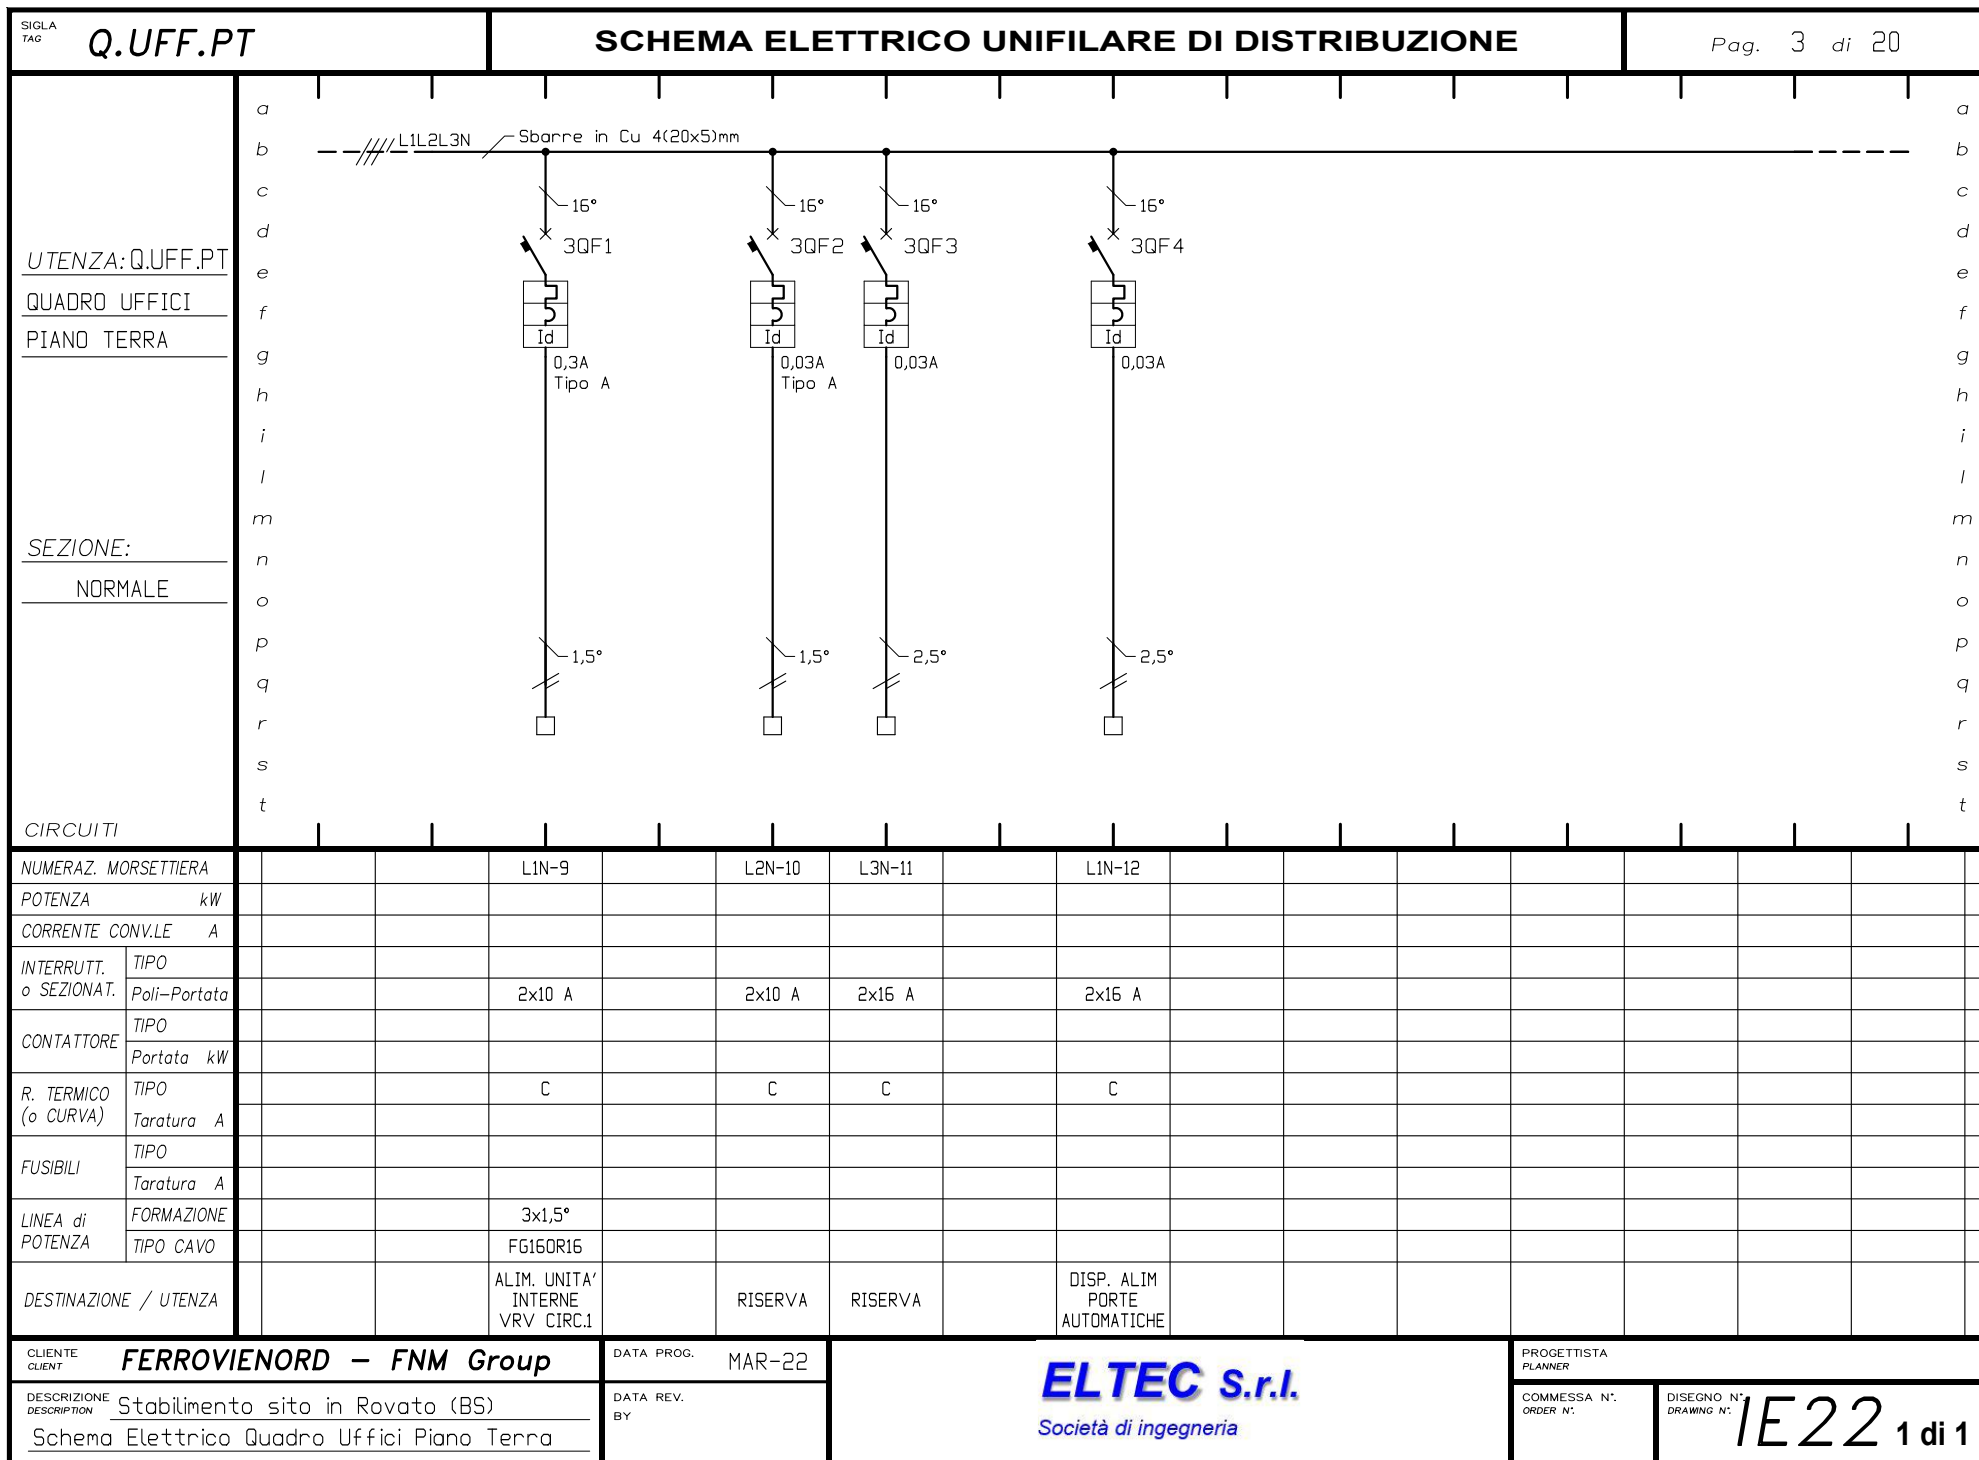 SIGLA
TAG
Q.UFF.PT
SCHEMA ELETTRICO UNIFILARE DI DISTRIBUZIONE
Pag. 3 di 20
a a
b L1L2L3N Sbarre in Cu 4(20x5)mm b
c 16° 16° 16° 16° c
d d
3QF1 3QF2 3QF3 3QF4
UTENZA: Q.UFF.PT
e e
QUADRO UFFICI
f f
PIANO TERRA
Id Id Id Id
g 0,3A 0,03A 0,03A 0,03A g
Tipo A Tipo A
h h
i i
l l
m m
SEZIONE:
n n
NORMALE
o o
p p
1,5° 1,5° 2,5° 2,5°
q q
r r
s s
t t
CIRCUITI
NUMERAZ. MORSETTIERA L1N-9 L2N-10 L3N-11 L1N-12
POTENZA kW
CORRENTE CONV.LE A
INTERRUTT.
o SEZIONAT.
TIPO
Poli-Portata 2x10 A 2x10 A 2x16 A 2x16 A
CONTATTORE
TIPO
Portata kW
R. TERMICO
(o CURVA)
TIPO C C C C
Taratura A
FUSIBILI
TIPO
Taratura A
LINEA di
POTENZA
FORMAZIONE 3x1,5°
TIPO CAVO FG16OR16
DESTINAZIONE / UTENZA
ALIM. UNITA'
INTERNE
VRV CIRC.1
RISERVA
RISERVA
DISP. ALIM
PORTE
AUTOMATICHE
CLIENTE
CLIENT
FERROVIENORD - FNM Group
DATA PROG. MAR-22
DESCRIZIONE
DESCRIPTION
Stabilimento sito in Rovato (BS)
Schema Elettrico Quadro Uffici Piano Terra
DATA REV.
BY
ELTEC S.r.l.
Società di ingegneria
PROGETTISTA
PLANNER
COMMESSA N°.
ORDER N°.
DISEGNO N°.
DRAWING N°.
IE22 1 di 1